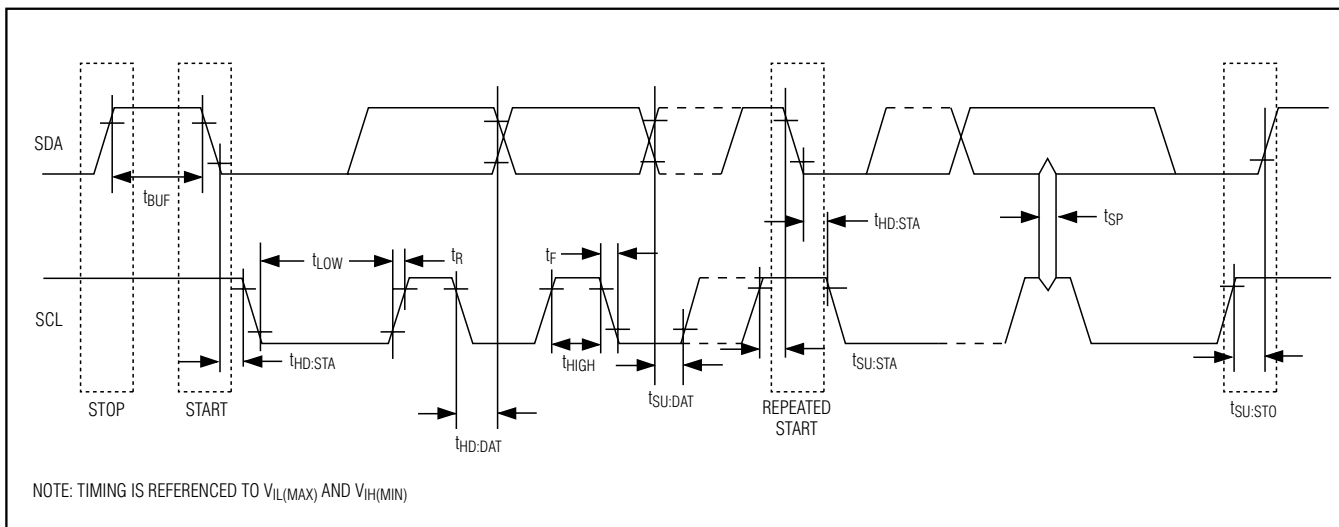 SDA
tBUF
tLOW
tR
tF
tHD:STA
tSP
SCL
tHD:STA
tHIGH
tSU:DAT
tSU:STA
tHD:DAT
tSU:STO
STOP
START
REPEATED
START
NOTE: TIMING IS REFERENCED TO VIL(MAX) AND VIH(MIN)